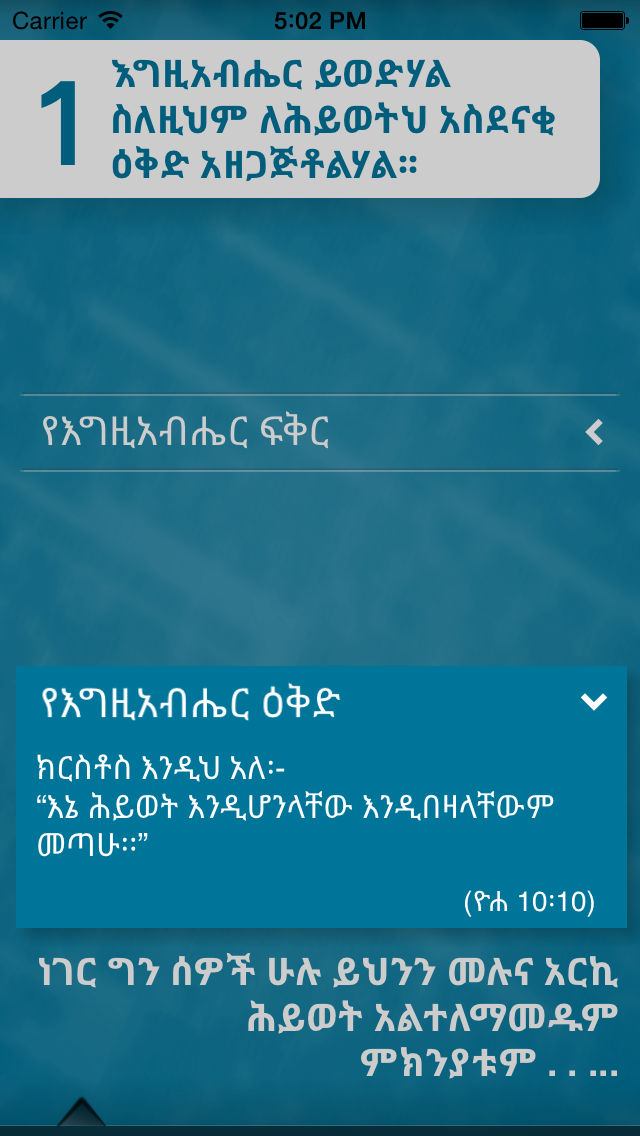 Carrier 5:02 PM
1
እግዚአብሔር ይወድሃል
ስለዚህም ለሕይወትህ አስደናቂ
ዕቅድ አዘጋጅቶልሃል።
የእግዚአብሔር ፍቅር
የእግዚአብሔር ዕቅድ
ክርስቶስ እንዲህ አለ፡-
“እኔ ሕይወት እንዲሆንላቸው እንዲበዛላቸውም
መጣሁ፡፡”
(ዮሐ 10፡10)
ነገር ግን ሰዎች ሁሉ ይህንን መሉና አርኪ
ሕይወት አልተለማመዱም
ምክንያቱም . . ...